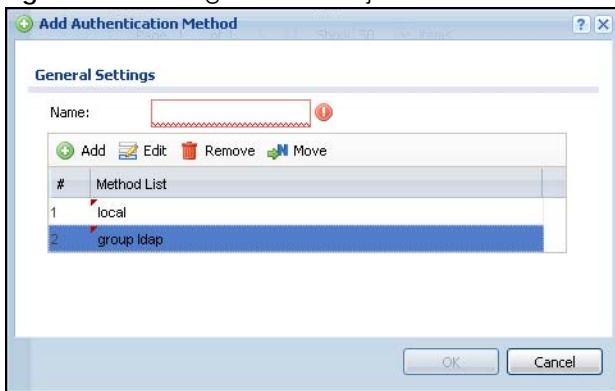 Add Authentication Method
General Settings
Name:
Add Edit Remove Move
# Method List
1 local
2 group ldap
OK Cancel